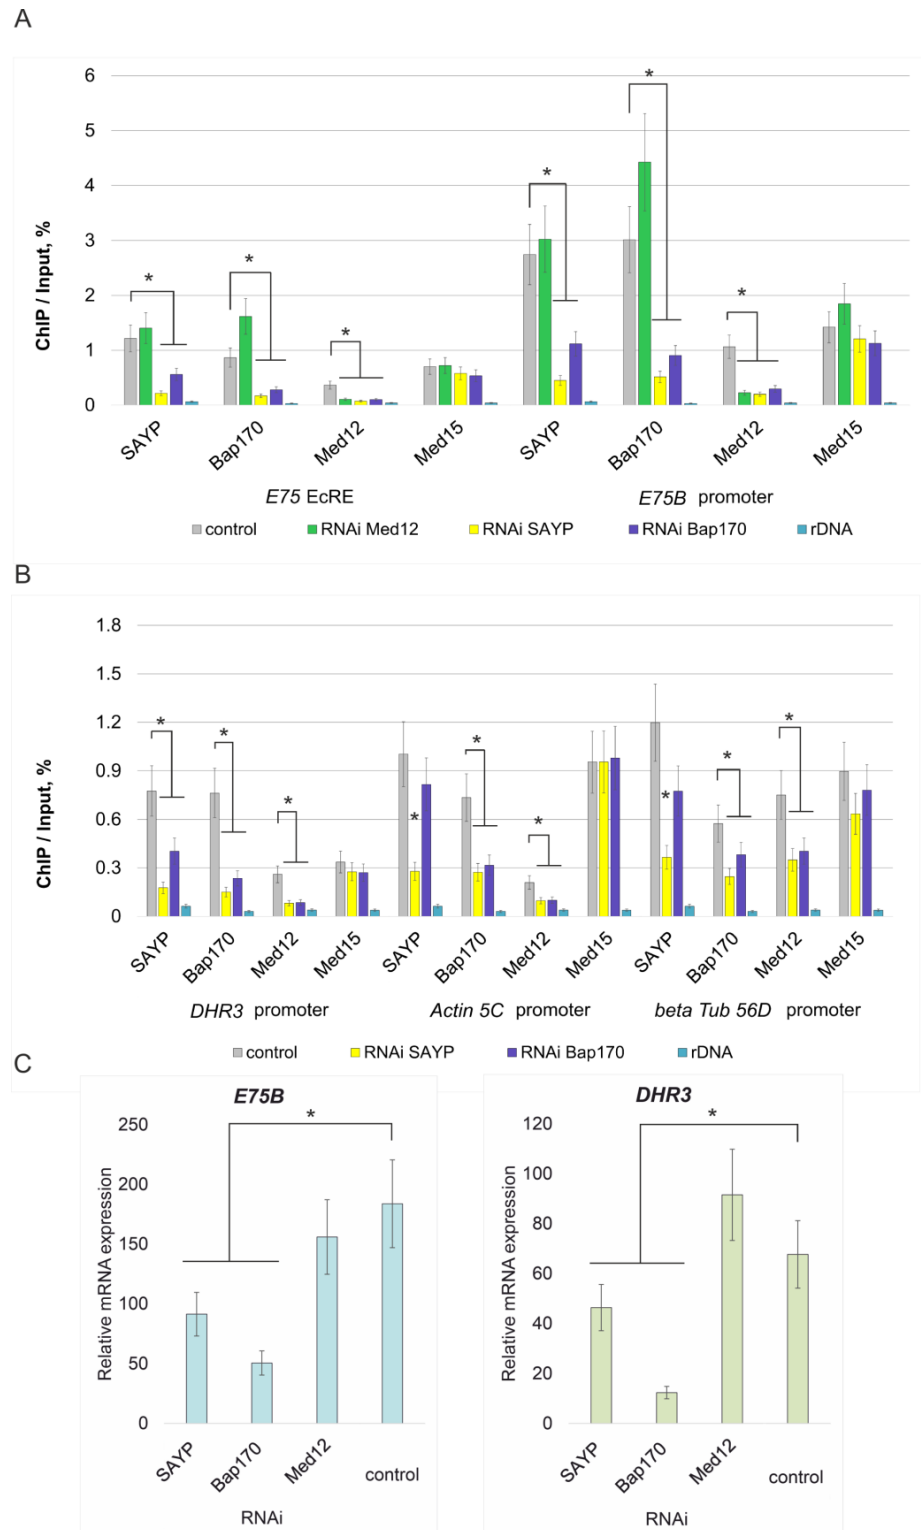 A
6
5
4
3
2
1
0
ChIP / Input, %
* * * * * *
SAYP Bap170 Med12 Med15 SAYP Bap170 Med12 Med15
E75 EcRE E75B promoter
control RNAi Med12 RNAi SAYP RNAi Bap170 rDNA
B
1.8
1.5
1.2
0.9
0.6
0.3
0
ChIP / Input, %
* * * * * * * * *
SAYP Bap170 Med12 Med15 SAYP Bap170 Med12 Med15 SAYP Bap170 Med12 Med15
DHR3 promoter Actin 5C promoter beta Tub 56D promoter
control RNAi SAYP RNAi Bap170 rDNA
C
E75B
250
200
150
100
50
0
Relative mRNA expression
*
SAYP Bap170 Med12 control
RNAi
DHR3
120
100
80
60
40
20
0
Relative mRNA expression
*
SAYP Bap170 Med12 control
RNAi